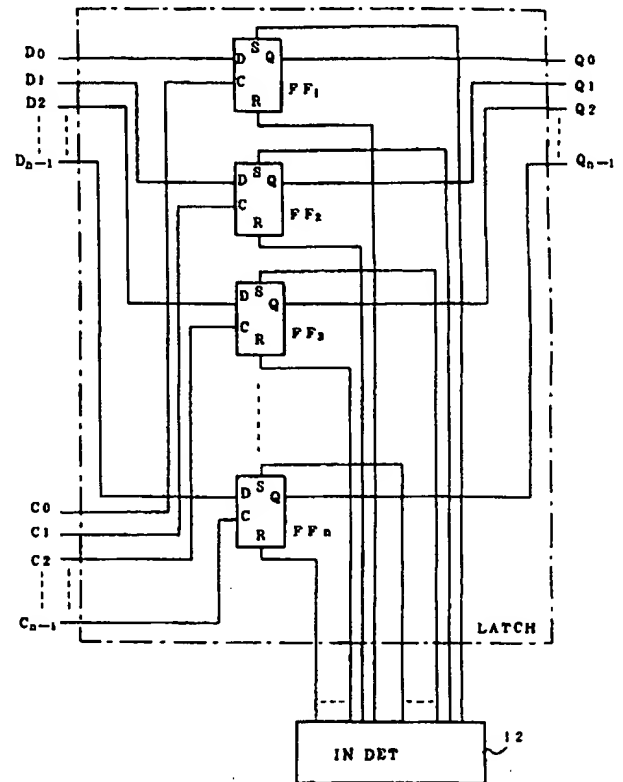 D0
D1
D2
Dn-1
C0
C1
C2
Cn-1
S
D Q
C
R
FF1
S
D Q
C
R
FF2
S
D Q
C
R
FF3
S
D Q
C
R
FFn
Q0
Q1
Q2
Qn-1
LATCH
IN DET
12